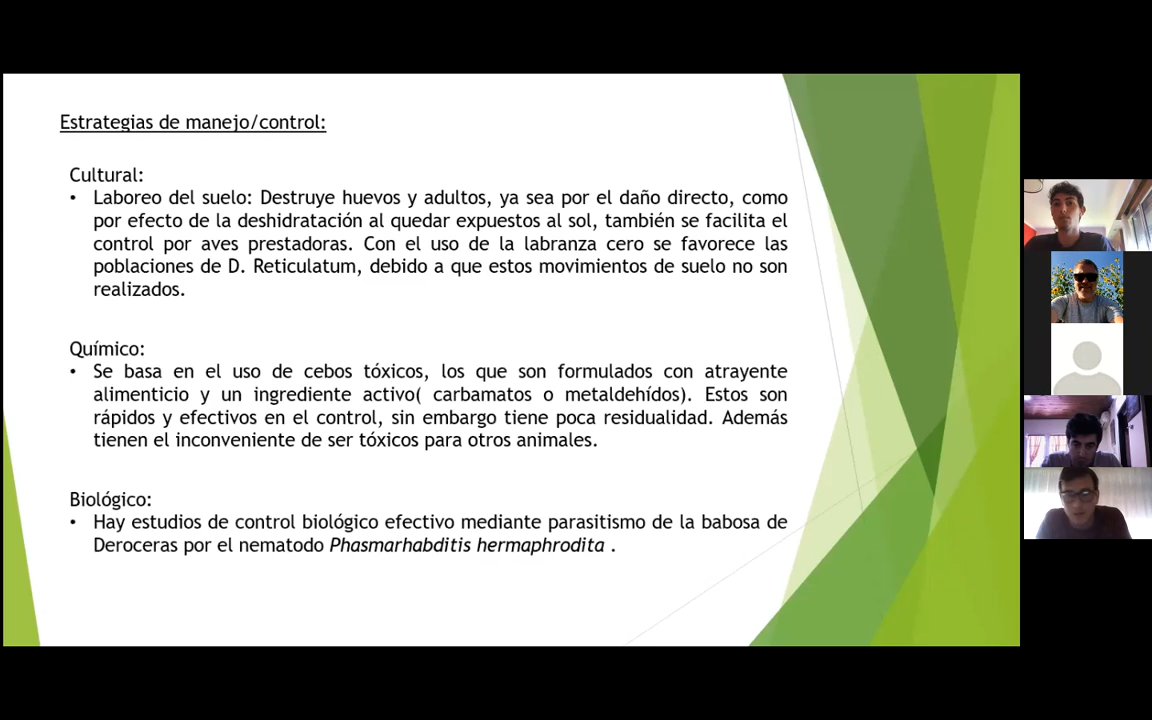 Estrategias de manejo/control:
Cultural:
• Laboreo del suelo: Destruye huevos y adultos, ya sea por el daño directo, como
por efecto de la deshidratación al quedar expuestos al sol, también se facilita el
control por aves prestadoras. Con el uso de la labranza cero se favorece las
poblaciones de D. Reticulatum, debido a que estos movimientos de suelo no son
realizados.
Químico:
• Se basa en el uso de cebos tóxicos, los que son formulados con atrayente
alimenticio y un ingrediente activo( carbamatos o metaldehídos). Estos son
rápidos y efectivos en el control, sin embargo tiene poca residualidad. Además
tienen el inconveniente de ser tóxicos para otros animales.
Biológico:
• Hay estudios de control biológico efectivo mediante parasitismo de la babosa de
Deroceras por el nematodo Phasmarhabditis hermaphrodita .